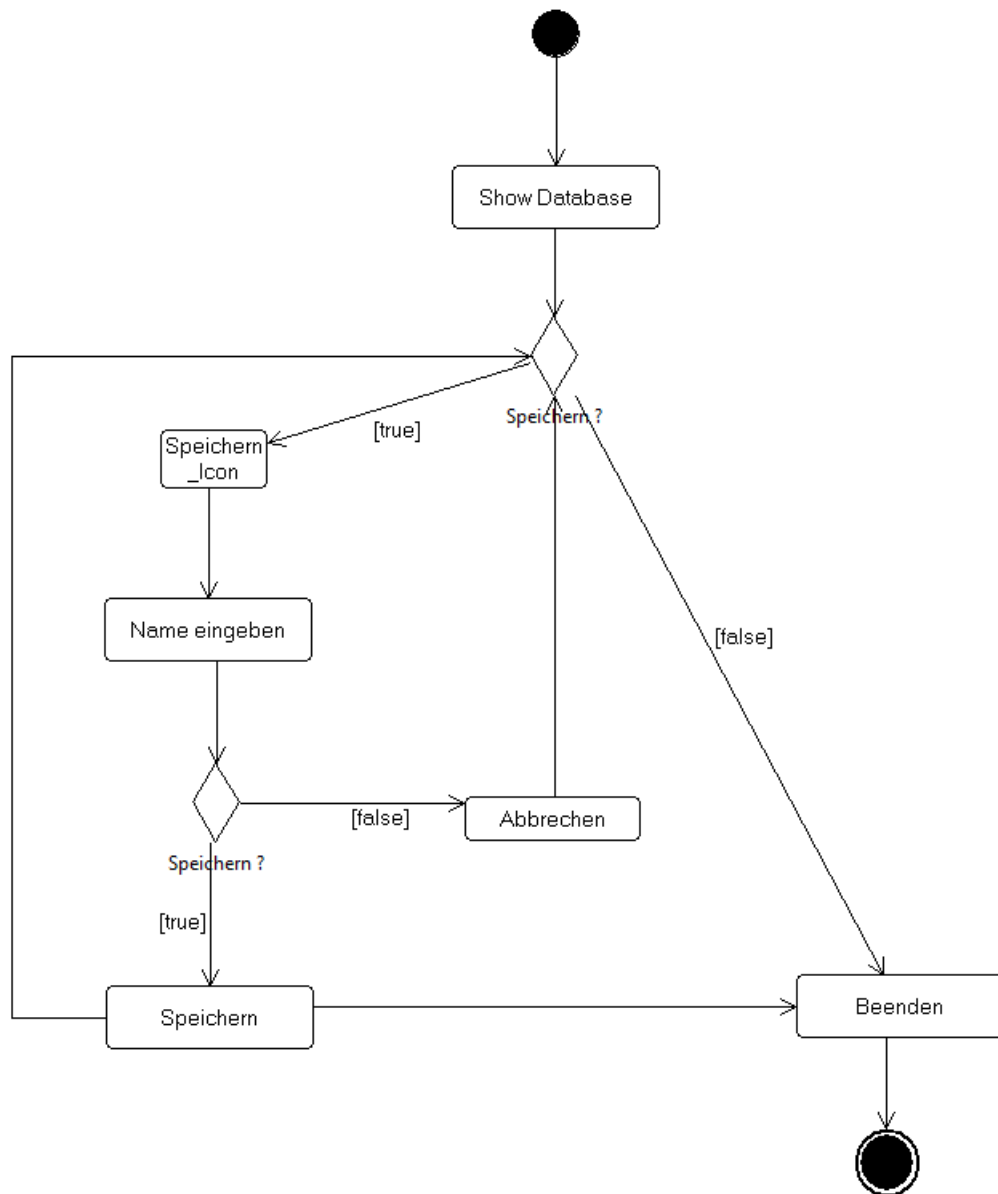 Show Database
Speichern ?
[true]
Speichern
_Icon
Name eingeben
[false]
[false]
Abbrechen
Speichern ?
[true]
Speichern
Beenden